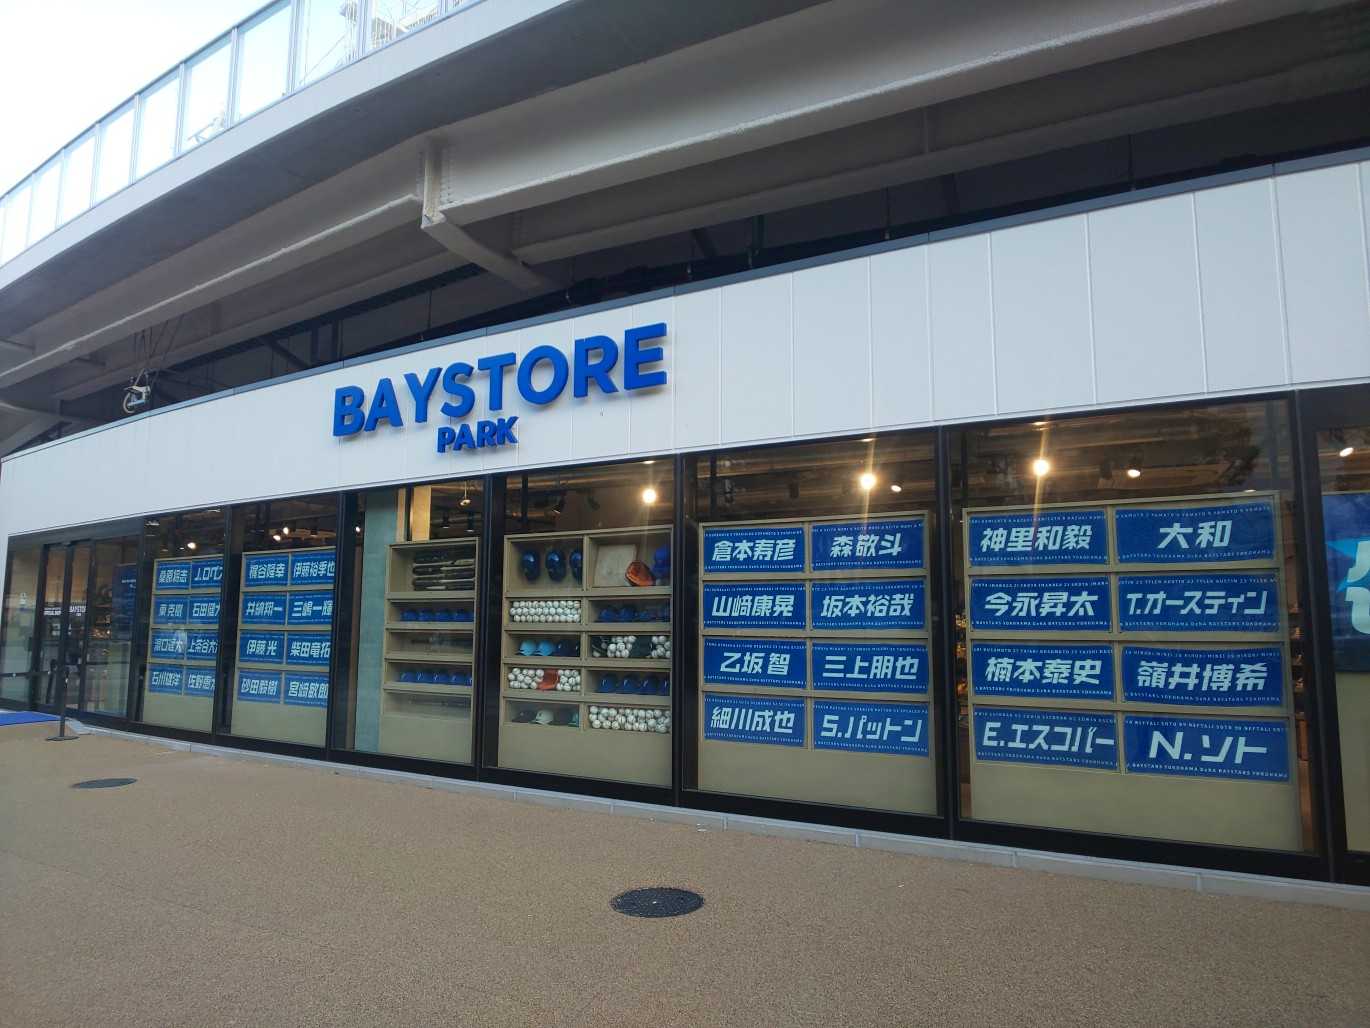 BAYSTORE
PARK
桑原将志
J.ロペス
東克樹
石田健大
濵口遥大
上茶谷大河
石川雄洋
佐野恵太
梶谷隆幸
伊藤裕季也
井納翔一
三嶋一輝
伊藤光
柴田竜拓
砂田毅樹
宮﨑敏郎
倉本寿彦
森敬斗
山﨑康晃
坂本裕哉
乙坂智
三上朋也
細川成也
S.パットン
神里和毅
大和
今永昇太
T.オースティン
楠本泰史
嶺井博希
E.エスコバー
N.ソト